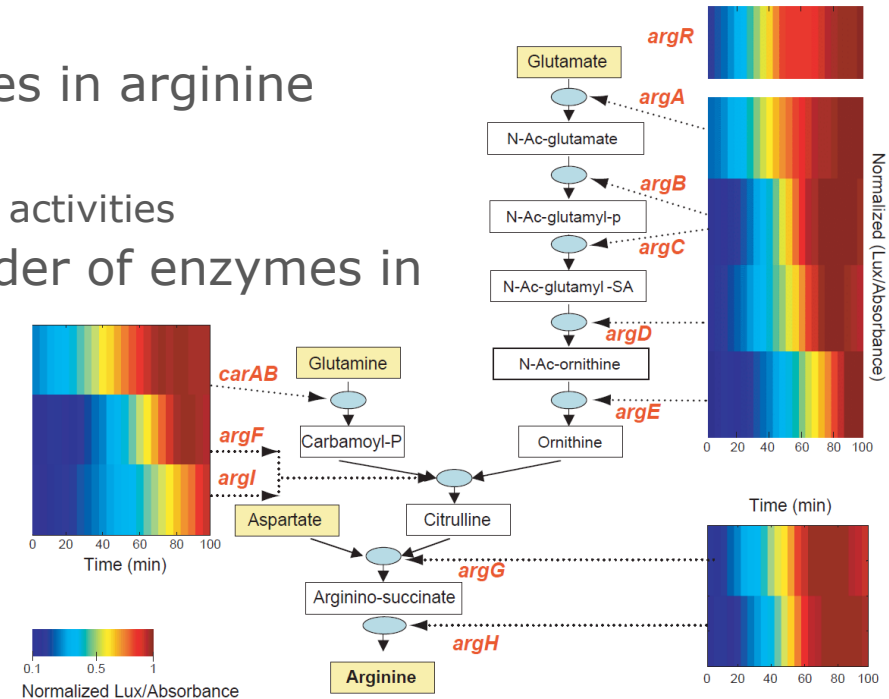 es in arginine
activities
der of enzymes in
argR
Glutamate
argA
N-Ac-glutamate
argB
N-Ac-glutamyl-p
argC
N-Ac-glutamyl -SA
argD
N-Ac-ornithine
argE
Ornithine
Normalized (Lux/Absorbance)
0 20 40 60 80 100
carAB
Glutamine
argF
Carbamoyl-P
argI
Aspartate
Citrulline
0 20 40 60 80 100
Time (min)
Time (min)
argG
Arginino-succinate
argH
Arginine
0 20 40 60 80 100
0.1 0.5 1
Normalized Lux/Absorbance